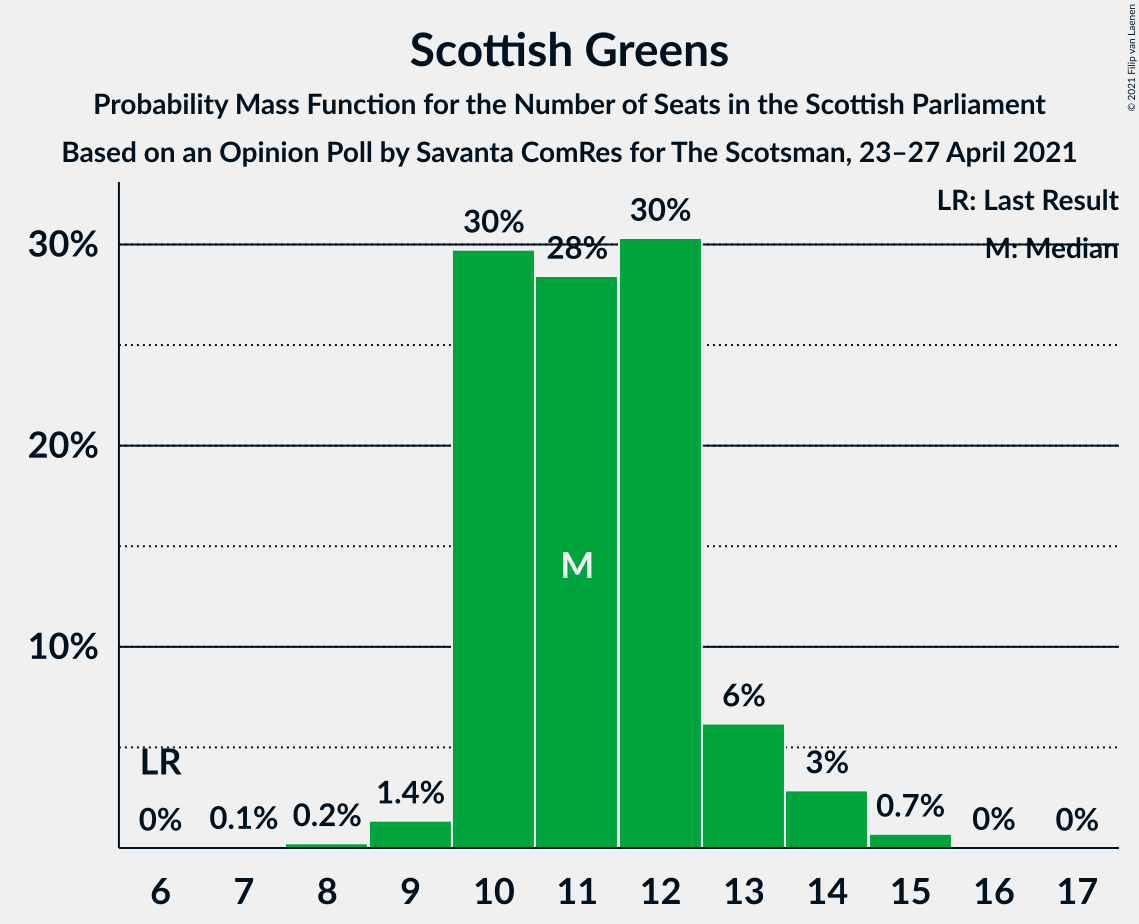 Scottish Greens
Probability Mass Function for the Number of Seats in the Scottish Parliament
Based on an Opinion Poll by Savanta ComRes for The Scotsman, 23–27 April 2021
© 2021 Filip van Laenen
LR: Last Result
M: Median
30%
20%
10%
LR
0%
0.1%
0.2%
1.4%
30%
28%
30%
6%
3%
0.7%
0%
0%
M
6 7 8 9 10 11 12 13 14 15 16 17